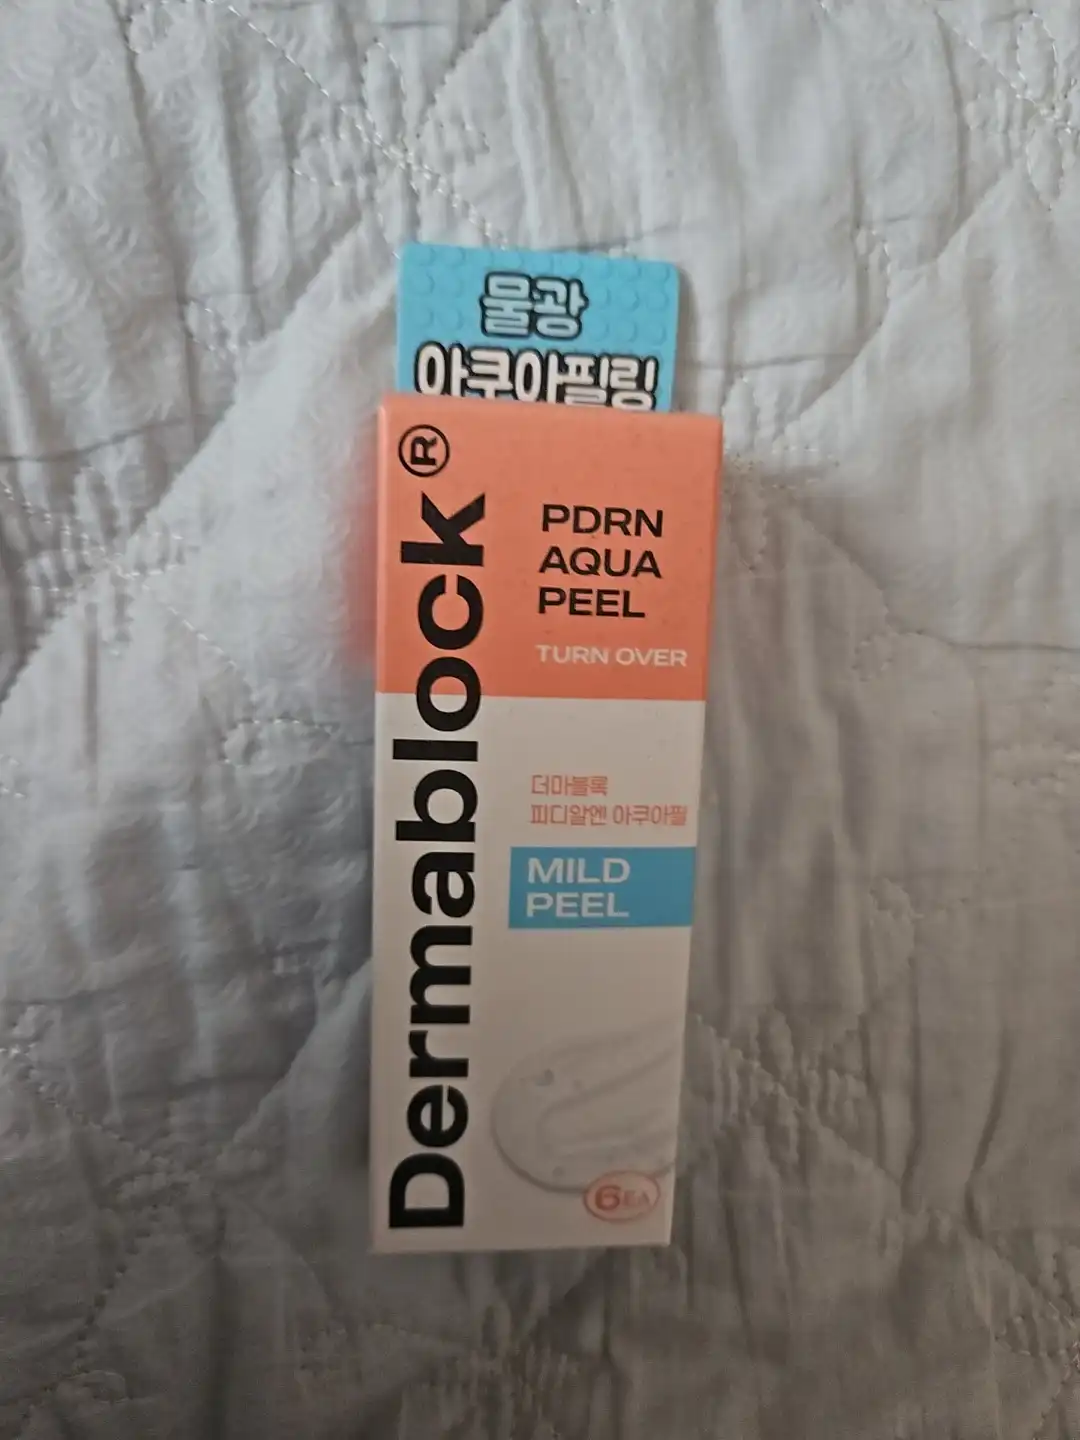 물광
아쿠아필링
Dermablock®
PDRN
AQUA
PEEL
TURN OVER
더마블록
피디알엔 아쿠아필
MILD
PEEL
6EA